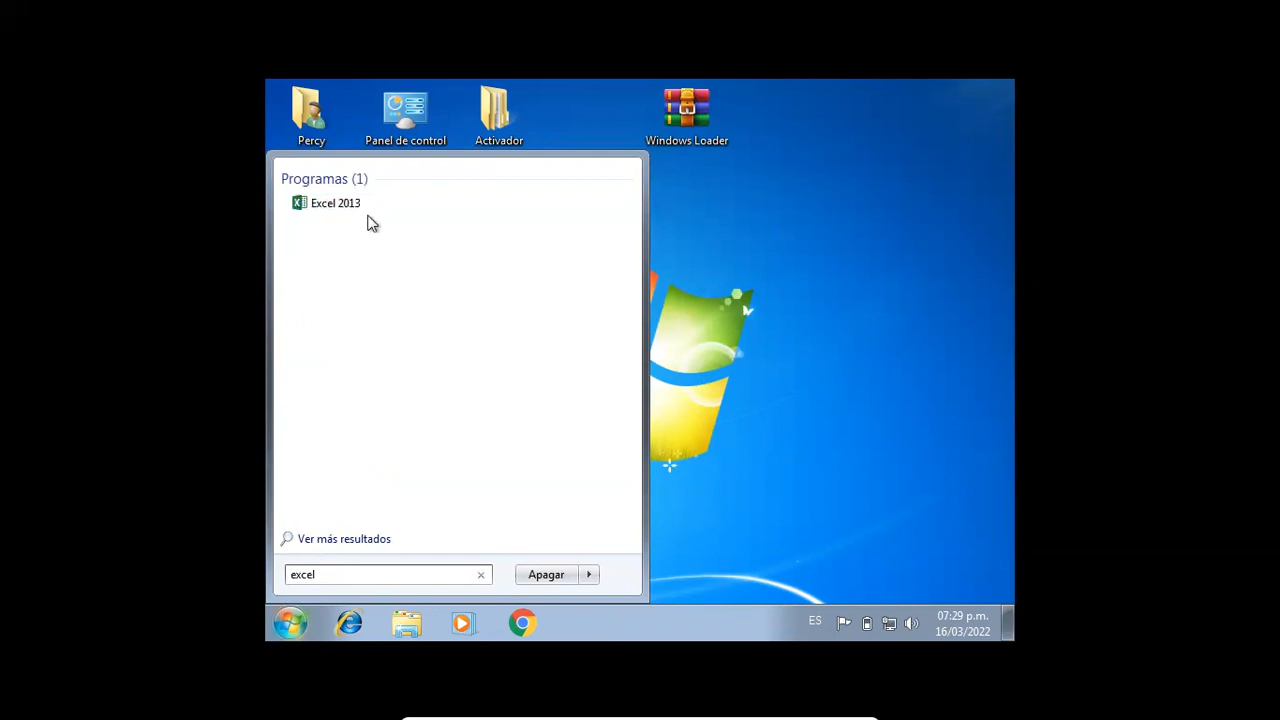 Percy
Panel de control
Activador
Windows Loader
Programas (1)
Excel 2013
Ver más resultados
excel
Apagar
ES
07:29 p.m.
16/03/2022